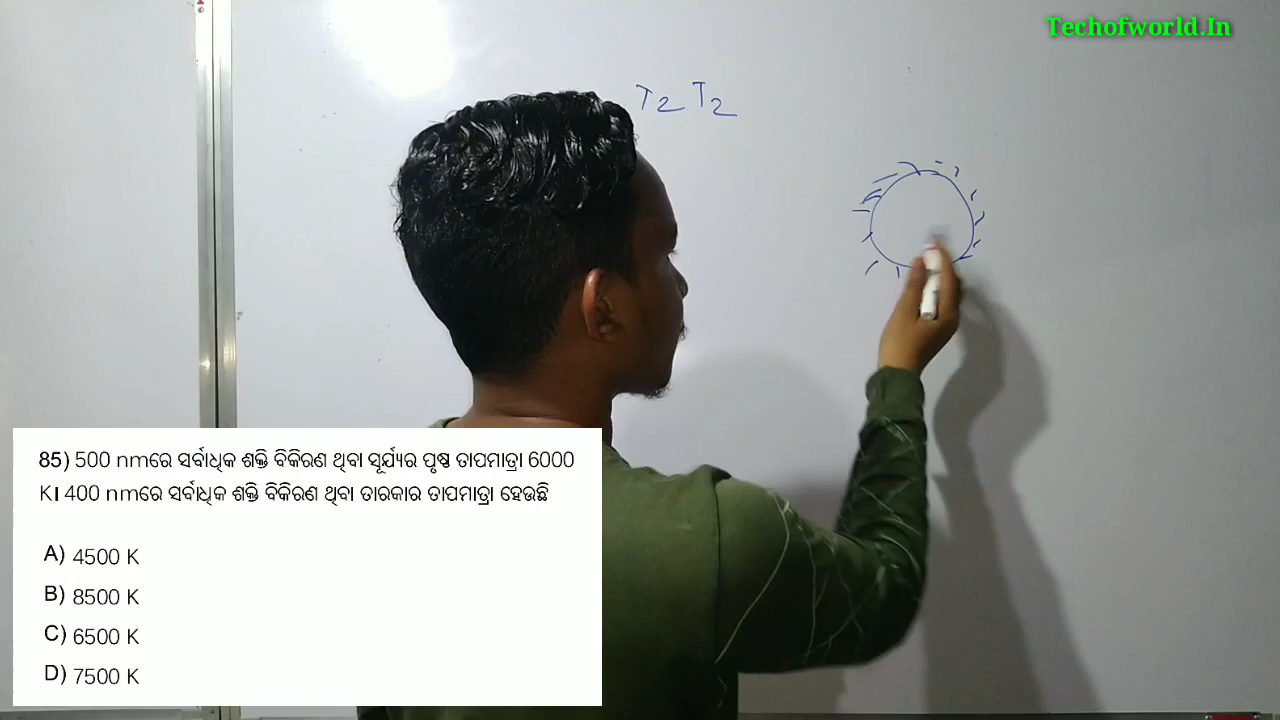 Techofworld.In
T2 T2
85) 500 nmରେ ସର୍ବାଧିକ ଶକ୍ତି ବିକିରଣ ଥିବା ସୂର୍ଯ୍ୟର ପୃଷ୍ଠ ତାପମାତ୍ରା 6000
K। 400 nmରେ ସର୍ବାଧିକ ଶକ୍ତି ବିକିରଣ ଥିବା ତାରକାର ତାପମାତ୍ରା ହେଉଛି
A) 4500 K
B) 8500 K
C) 6500 K
D) 7500 K